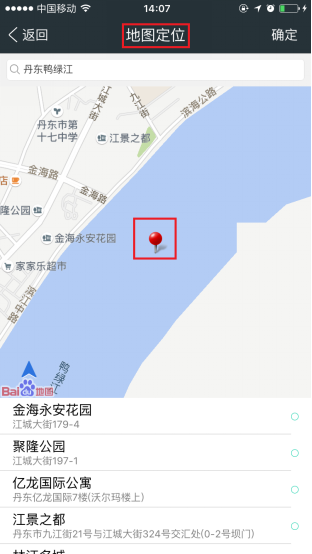 中国移动 14:07
返回 地图定位 确定
丹东鸭绿江
江城大街
九江街
滨海公路
丹东市第
十七中学
江景之都
金海路
金海路
店
隆公园
金海永安花园
家家乐超市
滨江中路
鸭绿江
Bai 地图
金海永安花园
江城大街179-4
聚隆公园
江城大街197-1
亿龙国际公寓
丹东亿龙国际7楼(沃尔玛楼上)
江景之都
丹东市九江街21号与江城大街324号交汇处(0-2号坝门)